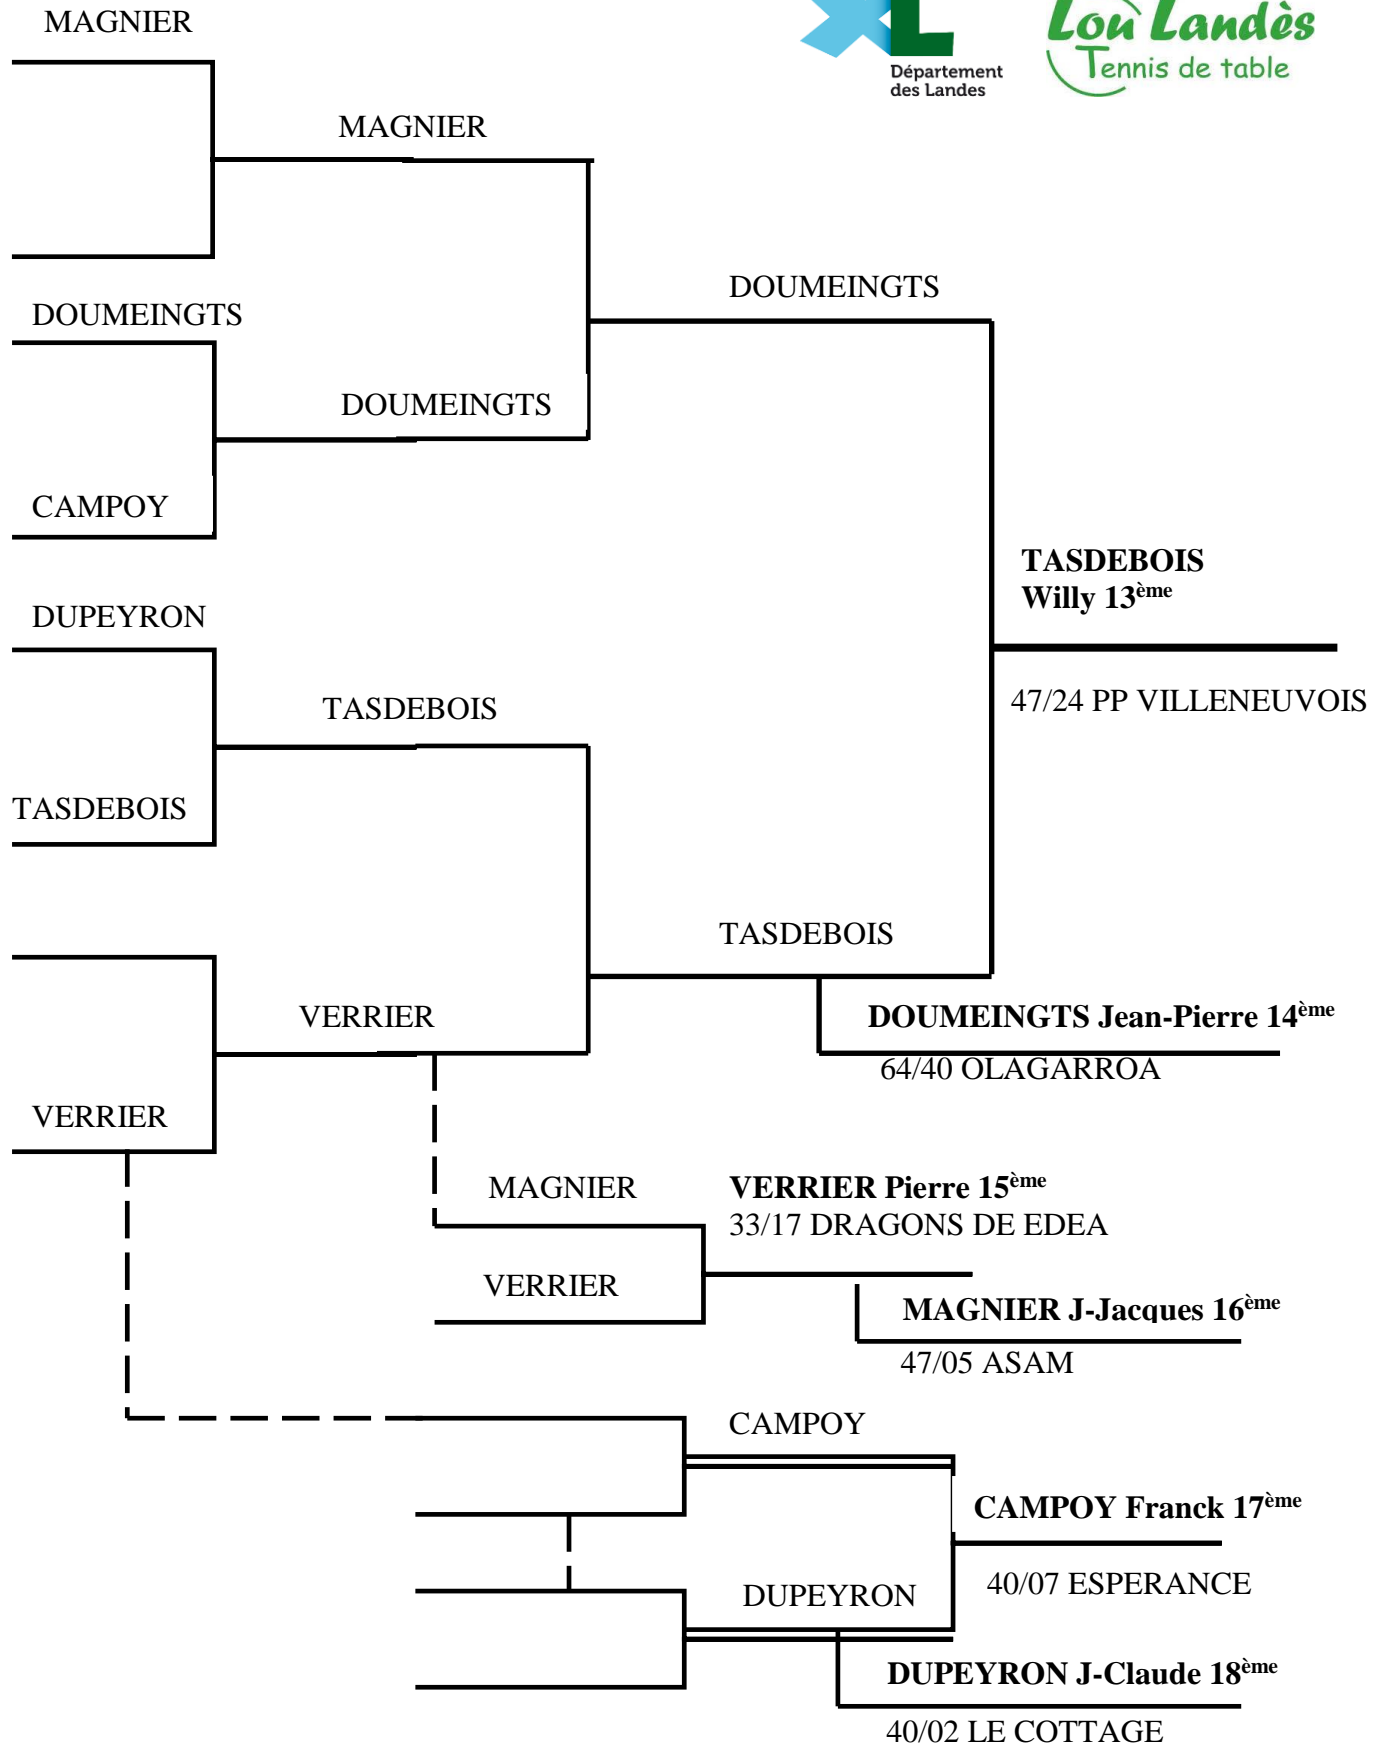 MAGNIER
Département
des Landes
Lou Landès
Tennis de table
MAGNIER
DOUMEINGTS
DOUMEINGTS
DOUMEINGTS
CAMPOY
TASDEBOIS
Willy 13ème
DUPEYRON
47/24 PP VILLENEUVOIS
TASDEBOIS
TASDEBOIS
TASDEBOIS
VERRIER
DOUMEINGTS Jean-Pierre 14ème
64/40 OLAGARROA
VERRIER
MAGNIER
VERRIER Pierre 15ème
33/17 DRAGONS DE EDEA
VERRIER
MAGNIER J-Jacques 16ème
47/05 ASAM
CAMPOY
CAMPOY Franck 17ème
40/07 ESPERANCE
DUPEYRON
DUPEYRON J-Claude 18ème
40/02 LE COTTAGE